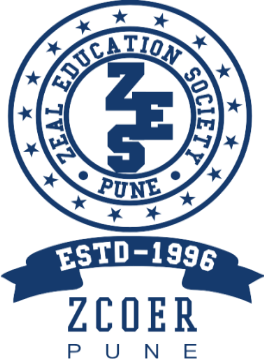 ZEAL EDUCATION SOCIETY
ZES
• PUNE •
ESTD-1996
ZCOER
PUNE